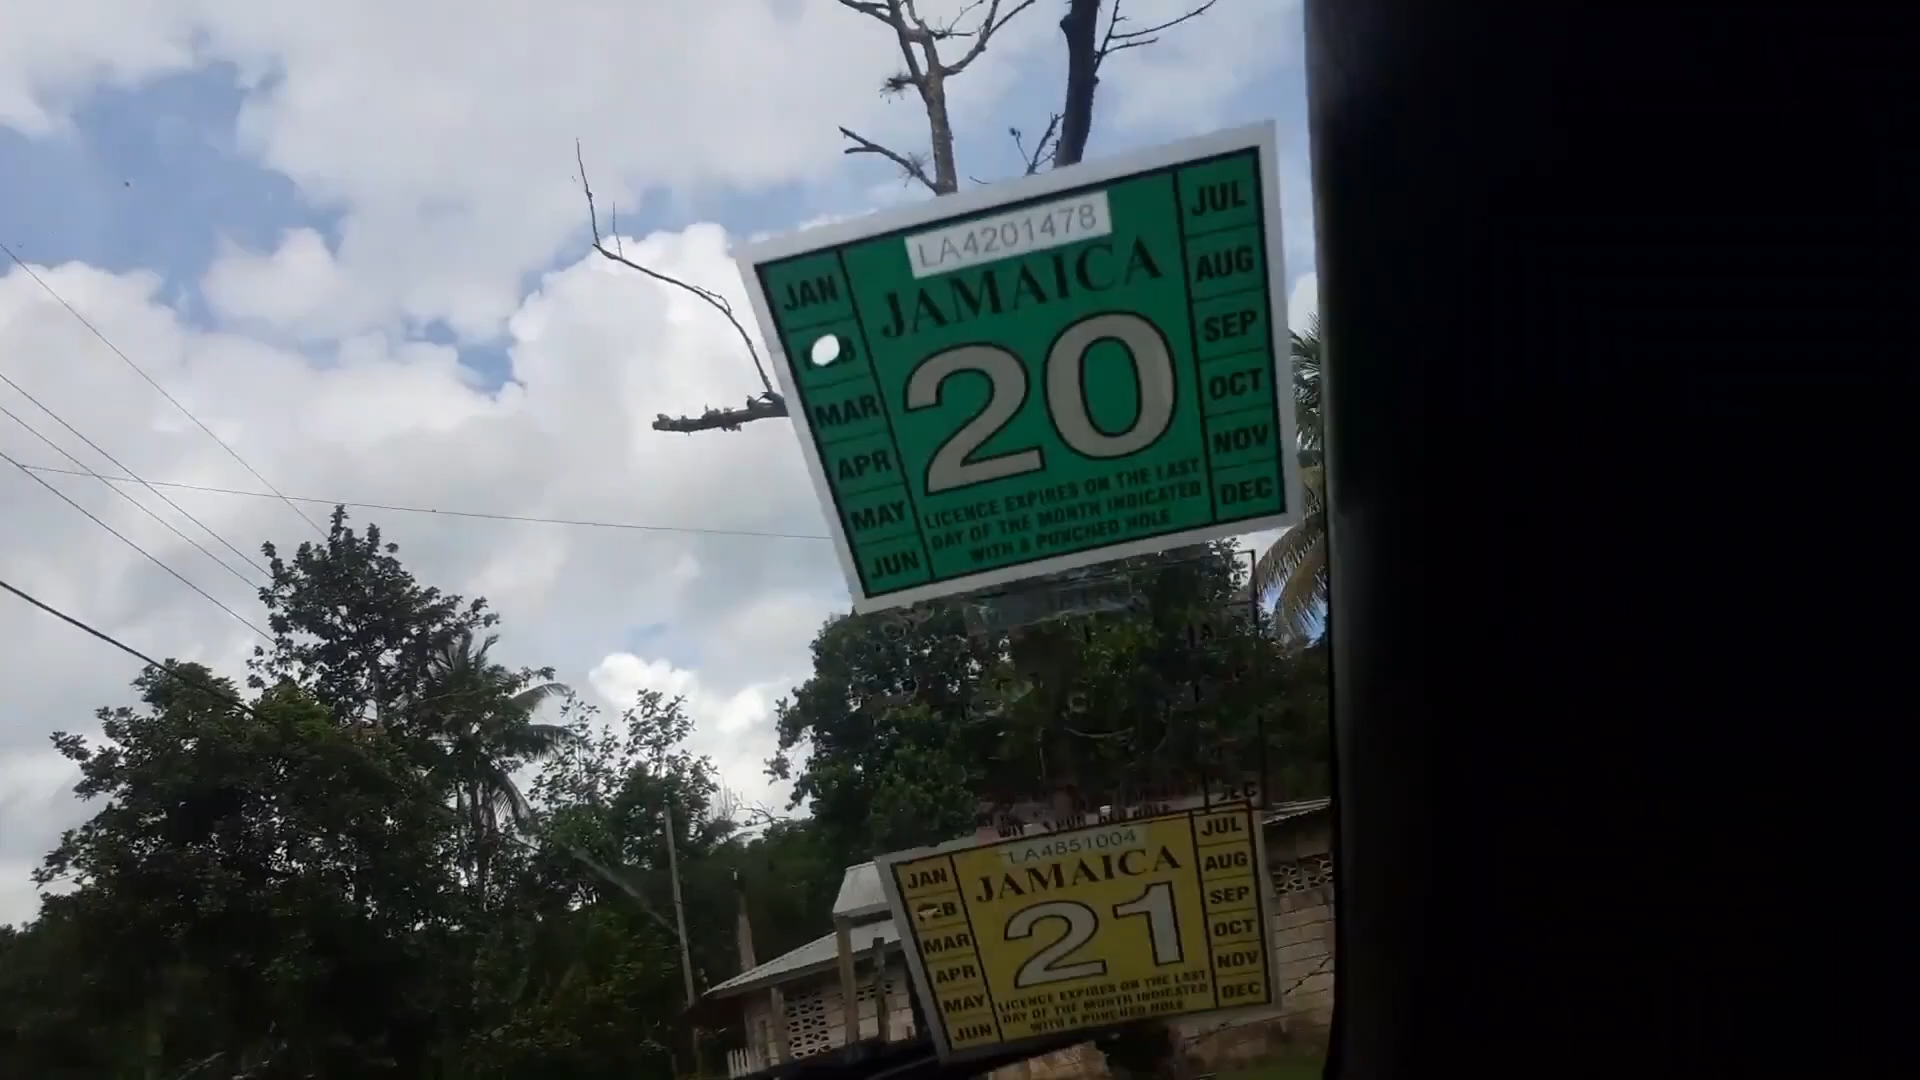 LA4201478
JAMAICA
20
JAN
MAR
APR
MAY
JUN
JUL
AUG
SEP
OCT
NOV
DEC
LICENCE EXPIRES ON THE LAST
DAY OF THE MONTH INDICATED
WITH A PUNCHED HOLE
LA4851004
JAMAICA
21
JAN
FEB
MAR
APR
MAY
JUN
JUL
AUG
SEP
OCT
NOV
DEC
LICENCE EXPIRES ON THE LAST
DAY OF THE MONTH INDICATED
WITH A PUNCHED HOLE